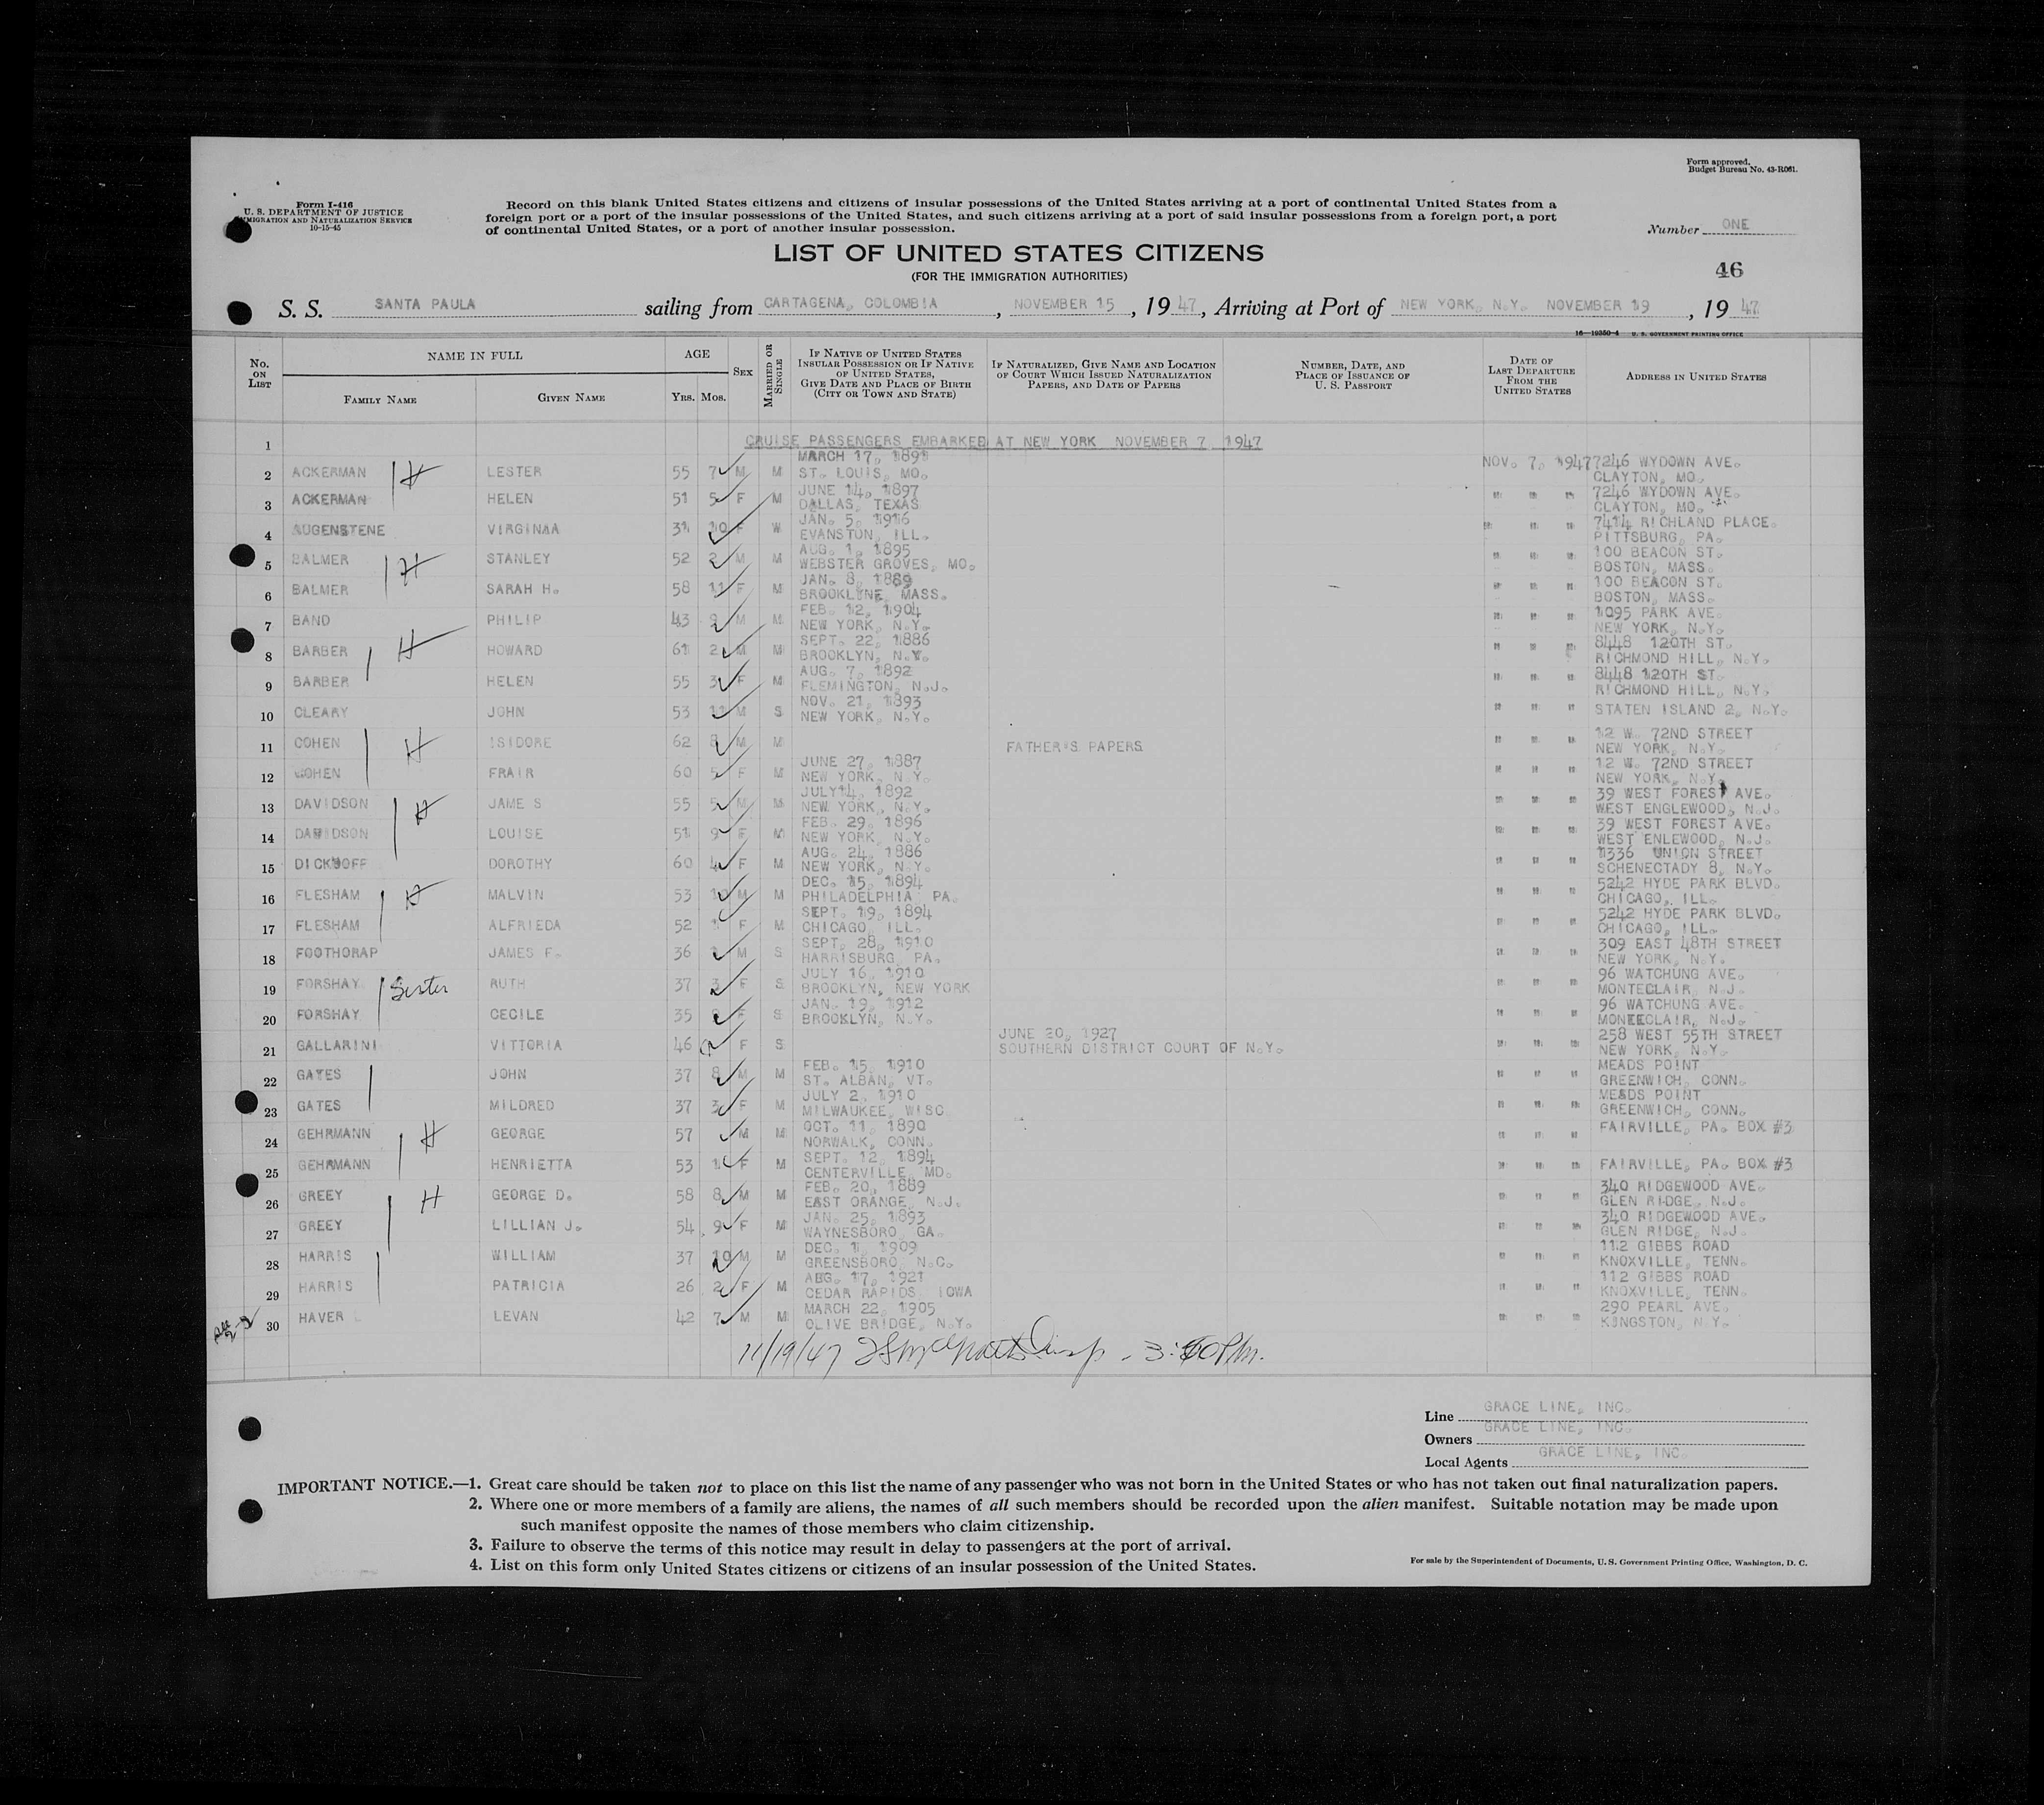 Form approved.
Budget Bureau No. 43-R061.
Form I-416
U. S. DEPARTMENT OF JUSTICE
IMMIGRATION AND NATURALIZATION SERVICE
10-15-45
Record on this blank United States citizens and citizens of insular possessions of the United States arriving at a port of continental United States from a
foreign port or a port of the insular possessions of the United States, and such citizens arriving at a port of said insular possessions from a foreign port, a port
of continental United States, or a port of another insular possession.
Number ONE
LIST OF UNITED STATES CITIZENS
(FOR THE IMMIGRATION AUTHORITIES)
46
S. S. SANTA PAULA sailing from CARTAGENA, COLOMBIA, NOVEMBER 15, 1947, Arriving at Port of NEW YORK, N.Y. NOVEMBER 19, 1947
16—19350-4 U. S. GOVERNMENT PRINTING OFFICE
No. on List
NAME IN FULL
Family Name
Given Name
AGE
Yrs. Mos.
Sex
Married or Single
If Native of United States Insular Possession or If Native of United States, Give Date and Place of Birth (City or Town and State)
If Naturalized, Give Name and Location of Court Which Issued Naturalization Papers, and Date of Papers
Number, Date, and Place of Issuance of U. S. Passport
Date of Last Departure From the United States
Address in United States
1 CRUISE PASSENGERS EMBARKED AT NEW YORK NOVEMBER 7, 1947
2 ACKERMAN H LESTER 55 7 M M MARCH 17, 1891 ST. LOUIS, MO. NOV. 7, 1947 7246 WYDOWN AVE. CLAYTON, MO.
3 ACKERMAN HELEN 51 5 F M JUNE 14, 1897 DALLAS, TEXAS " " " 7246 WYDOWN AVE. CLAYTON, MO.
4 AUGENSTENE 31 10 F W JAN. 5, 1916 EVANSTON, ILL. " " " 7414 RICHLAND PLACE. PITTSBURG, PA.
5 BALMER H STANLEY 52 2 M M AUG. 1, 1895 WEBSTER GROVES, MO. " " " 100 BEACON ST. BOSTON, MASS.
6 BALMER SARAH H. 58 11 F M JAN. 8, 1889 BROOKLYNE, MASS. " " " 100 BEACON ST. BOSTON, MASS.
7 BAND PHILIP 43 9 M M FEB. 12, 1904 NEW YORK, N.Y. " " " 1095 PARK AVE. NEW YORK, N.Y.
8 BARBER H HOWARD 61 2 M M SEPT. 22, 1886 BROOKLYN, N.Y. " " " 8448 120TH ST. RICHMOND HILL, N.Y.
9 BARBER HELEN 55 3 F M AUG. 7, 1892 FLEMINGTON, N.J. " " " 8448 120TH ST. RICHMOND HILL, N.Y.
10 CLEARY JOHN 53 11 M S NOV. 21, 1893 NEW YORK, N.Y. " " " STATEN ISLAND 2, N.Y.
11 COHEN H ISIDORE 62 8 M M FATHER'S PAPERS " " " 12 W. 72ND STREET NEW YORK, N.Y.
12 COHEN FRAIR 60 5 F M JUNE 27, 1887 NEW YORK, N.Y. " " " 12 W. 72ND STREET NEW YORK, N.Y.
13 DAVIDSON H JAMES 55 5 M M JULY 14, 1892 NEW YORK, N.Y. " " " 39 WEST FOREST AVE. WEST ENGLEWOOD, N.J.
14 DAVIDSON LOUISE 51 9 F M FEB. 29, 1896 NEW YORK, N.Y. " " " 39 WEST FOREST AVE. WEST ENLEWOOD, N.J.
15 DICKHOFF DOROTHY 60 4 F M AUG. 24, 1886 NEW YORK, N.Y. " " " 1336 UNION STREET SCHENECTADY 8, N.Y.
16 FLESHAM H MALVIN 53 10 M M DEC. 15, 1894 PHILADELPHIA PA. " " " 5242 HYDE PARK BLVD. CHICAGO, ILL.
17 FLESHAM ALFRIEDA 52 1 F M SEPT. 19, 1894 CHICAGO, ILL. " " " 5242 HYDE PARK BLVD. CHICAGO, ILL.
18 FOOTHORAP JAMES F. 36 M S SEPT. 28, 1910 HARRISBURG, PA. " " " 309 EAST 48TH STREET NEW YORK, N.Y.
19 FORSHAY Sister RUTH 37 3 F S JULY 16, 1910 BROOKLYN, NEW YORK " " " 96 WATCHUNG AVE. MONTECLAIR, N.J.
20 FORSHAY CECILE 35 F S JAN. 19, 1912 BROOKLYN, N.Y. " " " 96 WATCHUNG AVE. MONTECLAIR, N.J.
21 GALLARINI VITTORIA 46 F S JUNE 20, 1927 SOUTHERN DISTRICT COURT OF N.Y. " " " 258 WEST 55TH STREET NEW YORK, N.Y.
22 GATES JOHN 37 8 M M FEB. 15, 1910 ST. ALBAN, VT. " " " MEADS POINT GREENWICH, CONN.
23 GATES MILDRED 37 3 F M JULY 2, 1910 MILWAUKEE, WISC. " " " MEADS POINT GREENWICH, CONN.
24 GEHRMANN H GEORGE 57 M M OCT. 11, 1890 NORWALK, CONN. " " " FAIRVILLE, PA. BOX #3
25 GEHRMANN HENRIETTA 53 1 F M SEPT. 12, 1894 CENTERVILLE, MD. " " " FAIRVILLE, PA. BOX #3
26 GREEY H GEORGE D. 58 8 M M FEB. 20, 1889 EAST ORANGE, N.J. " " " 340 RIDGEWOOD AVE. GLEN RIDGE, N.J.
27 GREEY LILLIAN J. 54 9 F M JAN. 25, 1893 WAYNESBORO, GA. " " " 340 RIDGEWOOD AVE. GLEN RIDGE, N.J.
28 HARRIS WILLIAM 37 10 M M DEC. 1, 1909 GREENSBORO, N.C. " " " 112 GIBBS ROAD KNOXVILLE, TENN.
29 HARRIS PATRICIA 26 2 F M AUG. 17, 1921 CEDAR RAPIDS, IOWA " " " 112 GIBBS ROAD KNOXVILLE, TENN.
30 HAVER LEVAN 42 7 M M MARCH 22, 1905 OLIVE BRIDGE, N.Y. " " " 290 PEARL AVE. KINGSTON, N.Y.
11/19/47
Line GRACE LINE, INC.
Owners GRACE LINE, INC.
Local Agents GRACE LINE, INC.
IMPORTANT NOTICE.—1. Great care should be taken not to place on this list the name of any passenger who was not born in the United States or who has not taken out final naturalization papers.
2. Where one or more members of a family are aliens, the names of all such members should be recorded upon the alien manifest. Suitable notation may be made upon
such manifest opposite the names of those members who claim citizenship.
3. Failure to observe the terms of this notice may result in delay to passengers at the port of arrival.
4. List on this form only United States citizens or citizens of an insular possession of the United States.
For sale by the Superintendent of Documents, U. S. Government Printing Office, Washington, D. C.